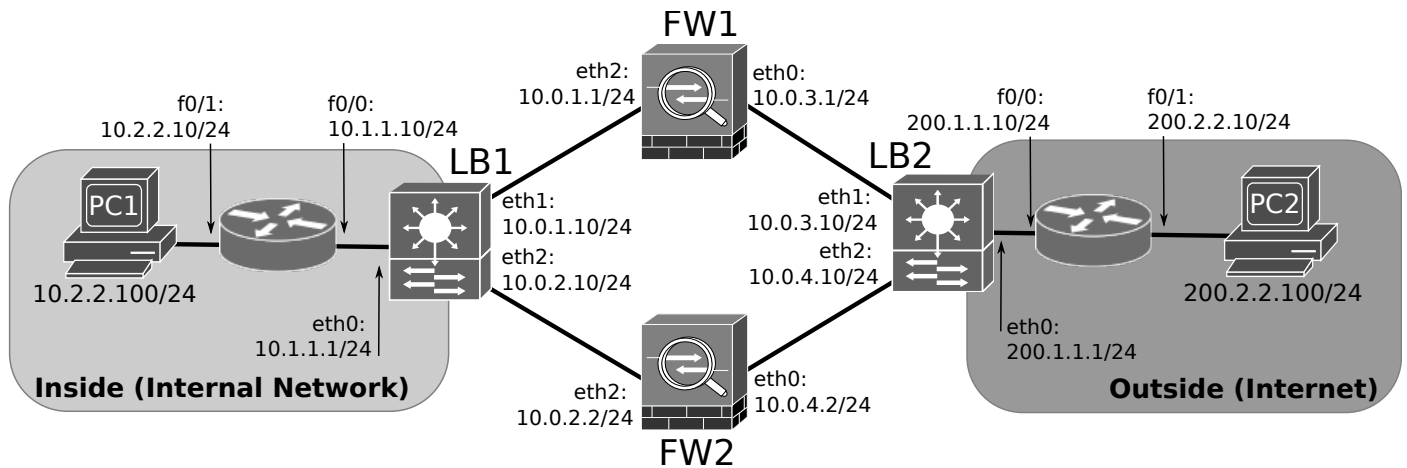 FW1
eth2:
10.0.1.1/24
eth0:
10.0.3.1/24
f0/1:
10.2.2.10/24
f0/0:
10.1.1.10/24
f0/0:
200.1.1.10/24
f0/1:
200.2.2.10/24
LB1
LB2
PC1
PC2
eth1:
10.0.1.10/24
eth2:
10.0.2.10/24
eth1:
10.0.3.10/24
eth2:
10.0.4.10/24
10.2.2.100/24
200.2.2.100/24
eth0:
10.1.1.1/24
eth0:
200.1.1.1/24
Inside (Internal Network)
Outside (Internet)
eth2:
10.0.2.2/24
eth0:
10.0.4.2/24
FW2